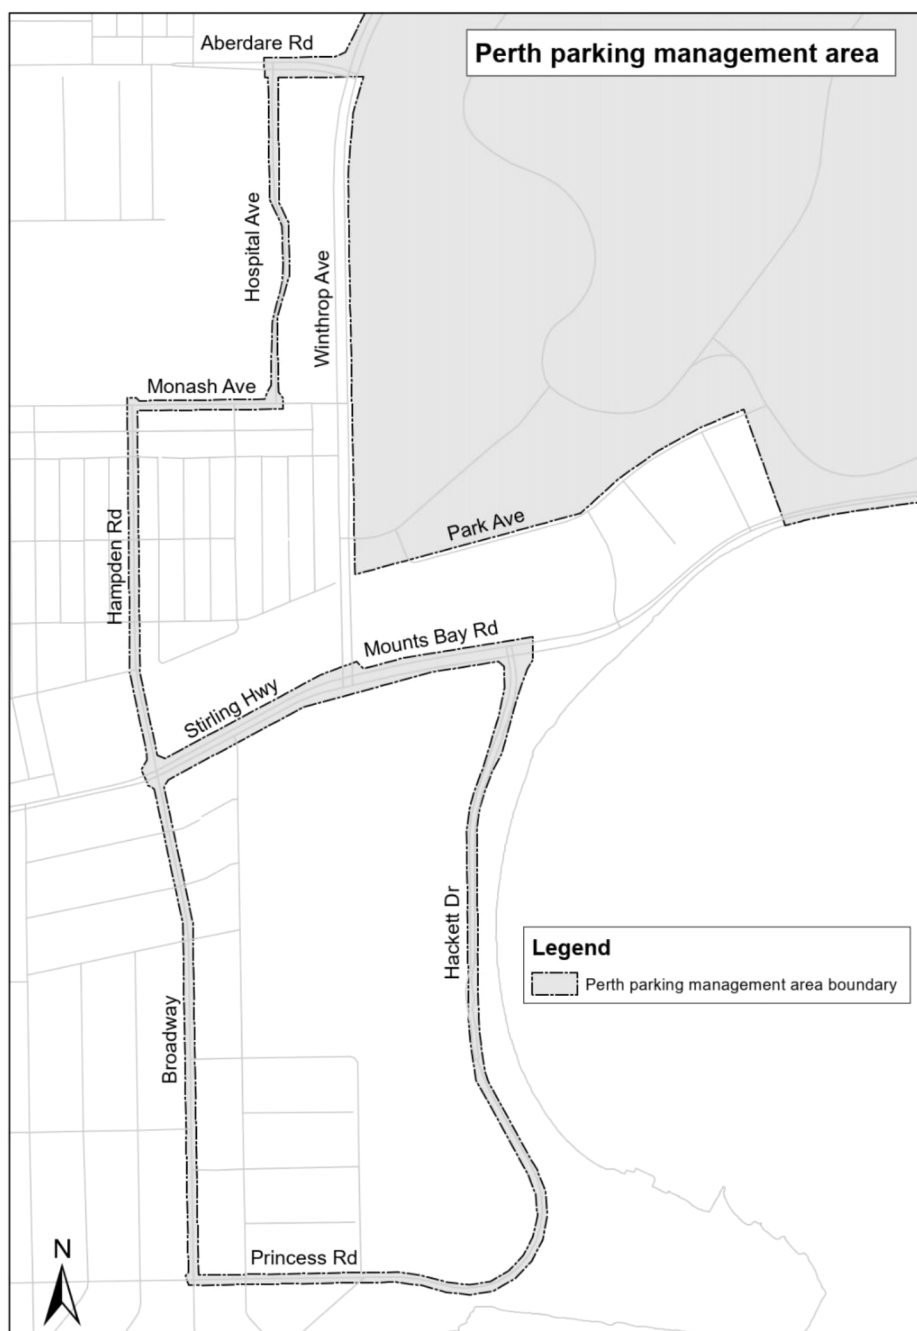 Aberdare Rd
Perth parking management area
Hospital Ave
Winthrop Ave
Monash Ave
Hampden Rd
Park Ave
Mounts Bay Rd
Stirling Hwy
Hackett Dr
Legend
Perth parking management area boundary
Broadway
Princess Rd
N